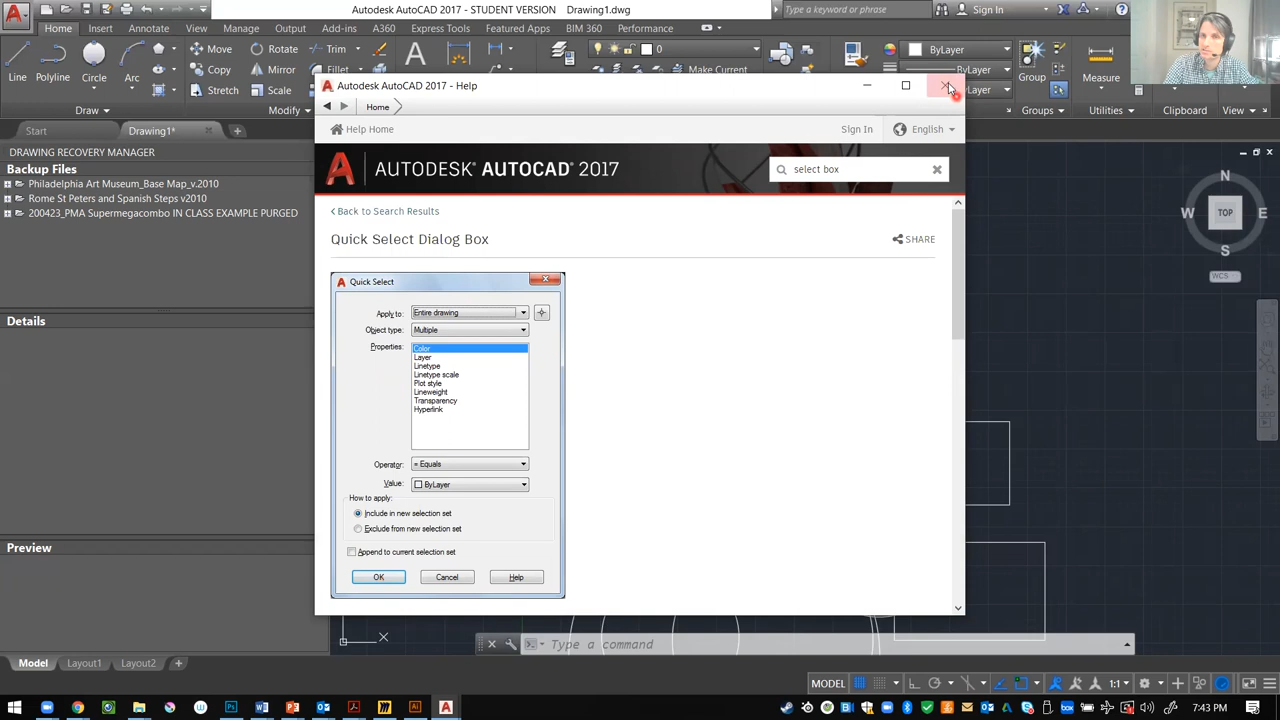 Autodesk AutoCAD 2017 - STUDENT VERSION Drawing1.dwg
Type a keyword or phrase
Sign In
Home Insert Annotate View Manage Output Add-ins A360 Express Tools Featured Apps BIM 360 Performance
Line Polyline Circle Arc
Move Rotate Trim
Copy Mirror Fillet
Stretch Scale
0
Make Current
ByLayer
ByLayer
ByLayer
Group
Measure
Groups Utilities Clipboard View
Start Drawing1*
DRAWING RECOVERY MANAGER
Backup Files
Philadelphia Art Museum_Base Map_v.2010
Rome St Peters and Spanish Steps v2010
200423_PMA Supermegacombo IN CLASS EXAMPLE PURGED
Details
Preview
Autodesk AutoCAD 2017 - Help
Home
Help Home
Sign In
English
AUTODESK® AUTOCAD® 2017
select box
Back to Search Results
Quick Select Dialog Box
SHARE
Quick Select
Apply to: Entire drawing
Object type: Multiple
Properties: Color
Layer
Linetype
Linetype scale
Plot style
Lineweight
Transparency
Hyperlink
Operator: = Equals
Value: ByLayer
How to apply:
Include in new selection set
Exclude from new selection set
Append to current selection set
OK Cancel Help
N
W TOP E
S
WCS
Type a command
Model Layout1 Layout2
MODEL 1:1
7:43 PM